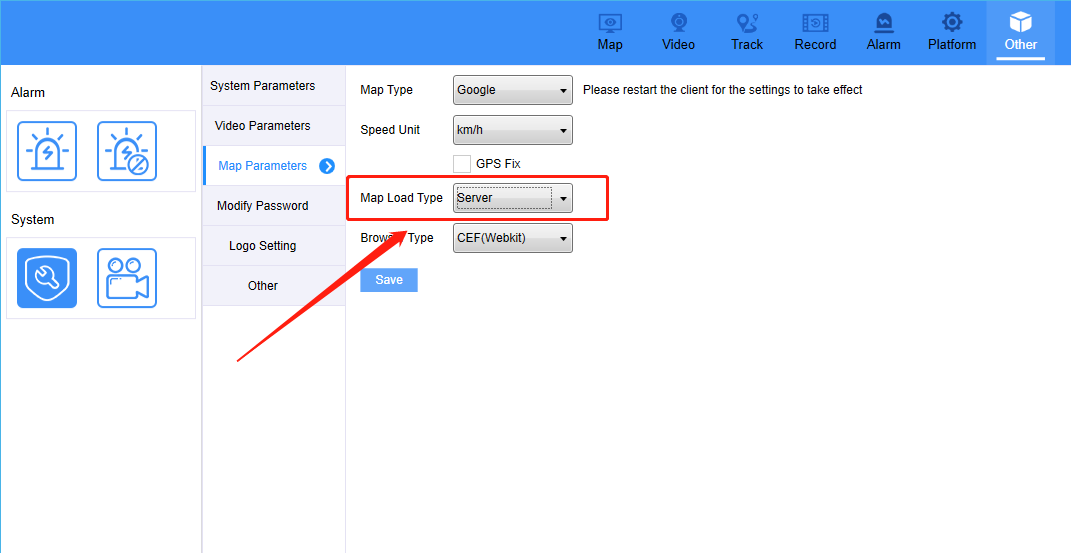 Map Video Track Record Alarm Platform Other
Alarm
System
System Parameters
Video Parameters
Map Parameters
Modify Password
Logo Setting
Other
Map Type Google Please restart the client for the settings to take effect
Speed Unit km/h
GPS Fix
Map Load Type Server
Type CEF(Webkit)
Save